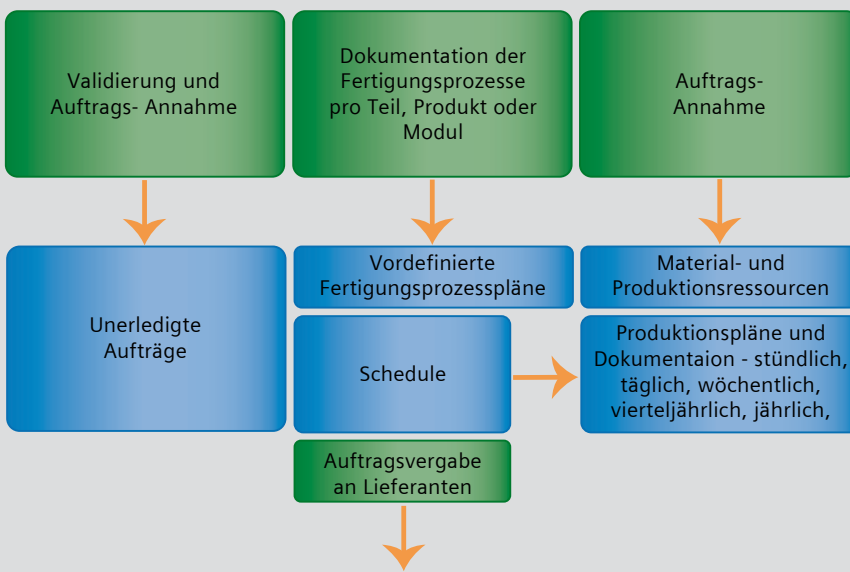 Validierung und
Auftrags- Annahme
Dokumentation der
Fertigungsprozesse
pro Teil, Produkt oder
Modul
Auftrags-
Annahme
Unerledigte
Aufträge
Vordefinierte
Fertigungsprozesspläne
Material- und
Produktionsressourcen
Schedule
Produktionspläne und
Dokumentaion - stündlich,
täglich, wöchentlich,
vierteljährlich, jährlich,
Auftragsvergabe
an Lieferanten